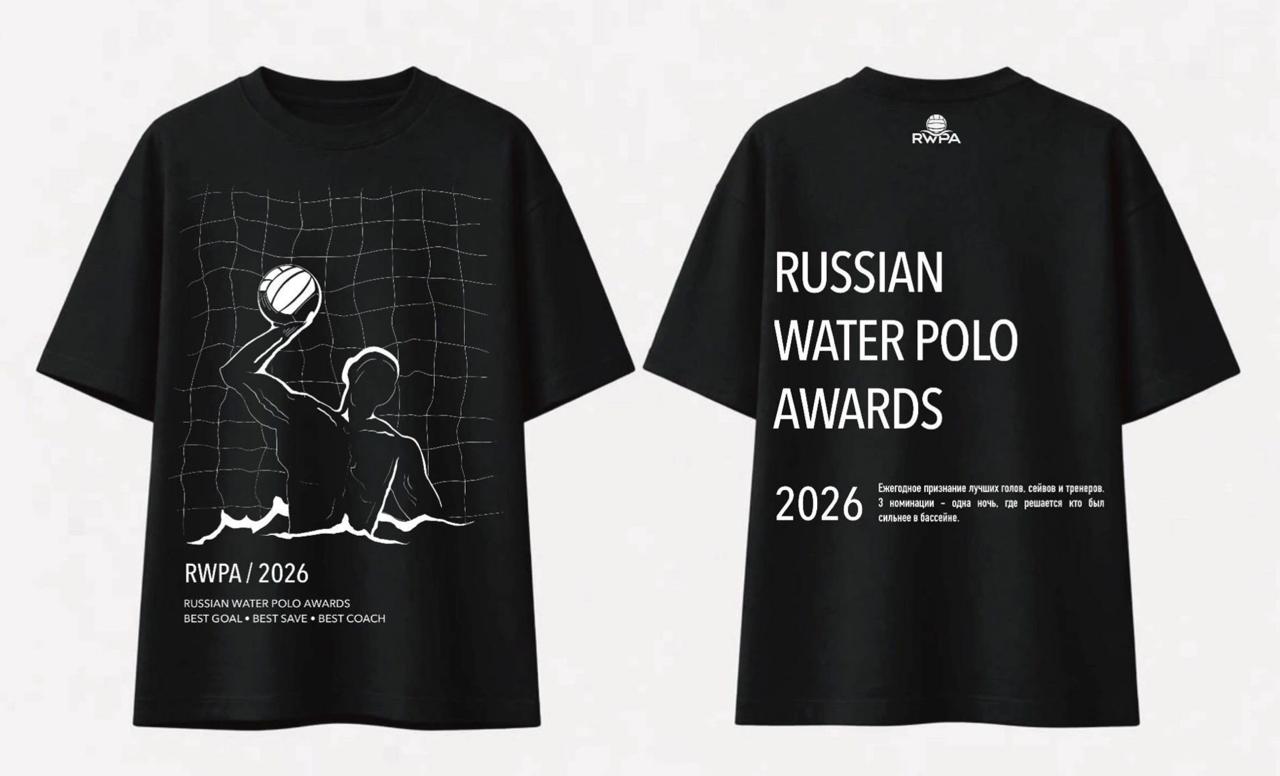 RWPA / 2026
RUSSIAN WATER POLO AWARDS
BEST GOAL • BEST SAVE • BEST COACH
RWPA
RUSSIAN
WATER POLO
AWARDS
2026
Ежегодное признание лучших голов, сейвов и тренеров.
3 номинации – одна ночь, где решается кто был
сильнее в бассейне.